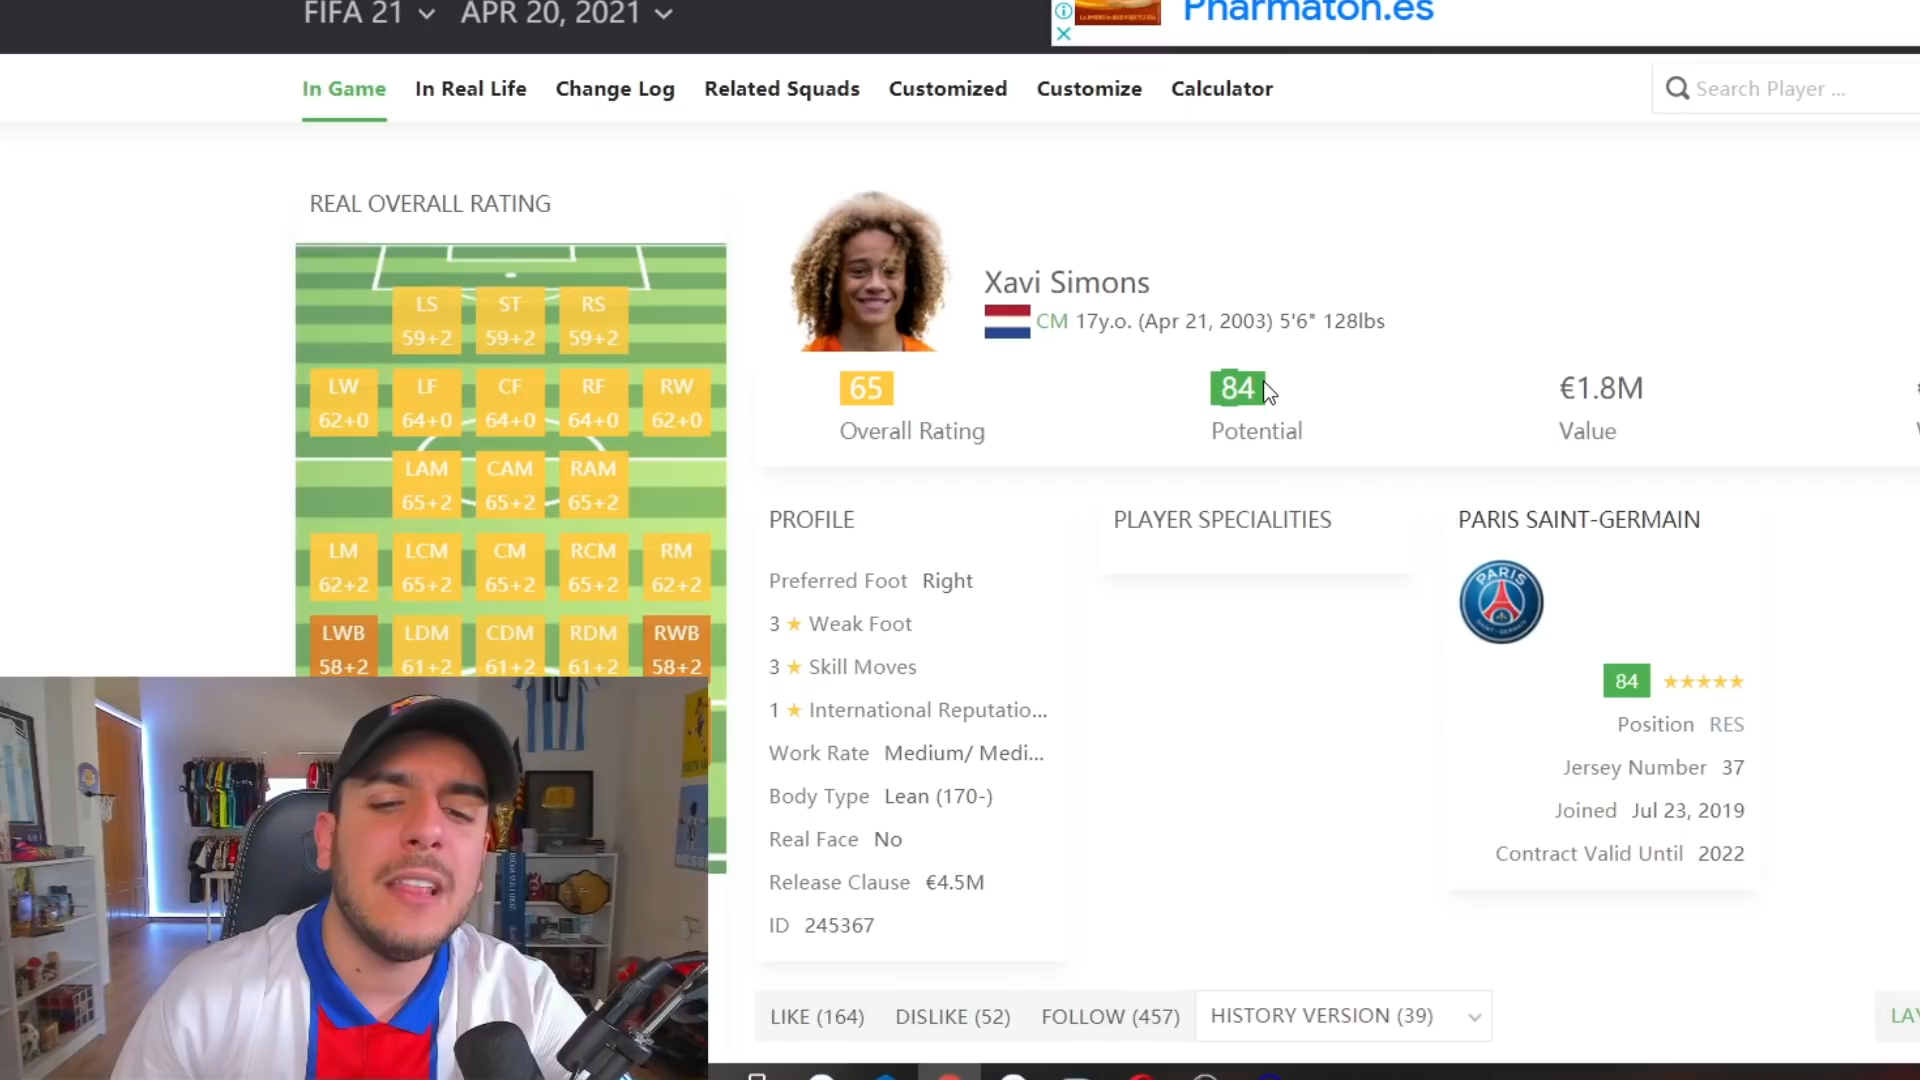 FIFA 21
APR 20, 2021
Pharmaton.es
In Game
In Real Life
Change Log
Related Squads
Customized
Customize
Calculator
Search Player ...
REAL OVERALL RATING
LS ST RS
59+2 59+2 59+2
LW LF CF RF RW
62+0 64+0 64+0 64+0 62+0
LAM CAM RAM
65+2 65+2 65+2
LM LCM CM RCM RM
62+2 65+2 65+2 65+2 62+2
LWB LDM CDM RDM RWB
58+2 61+2 61+2 61+2 58+2
Xavi Simons
CM 17y.o. (Apr 21, 2003) 5'6" 128lbs
65
Overall Rating
84
Potential
€1.8M
Value
PROFILE
Preferred Foot Right
3 ★ Weak Foot
3 ★ Skill Moves
1 ★ International Reputatio...
Work Rate Medium/ Medi...
Body Type Lean (170-)
Real Face No
Release Clause €4.5M
ID 245367
PLAYER SPECIALITIES
PARIS SAINT-GERMAIN
PARIS
SAINT-GERMAIN
84 ★★★★★
Position RES
Jersey Number 37
Joined Jul 23, 2019
Contract Valid Until 2022
LIKE (164)
DISLIKE (52)
FOLLOW (457)
HISTORY VERSION (39)